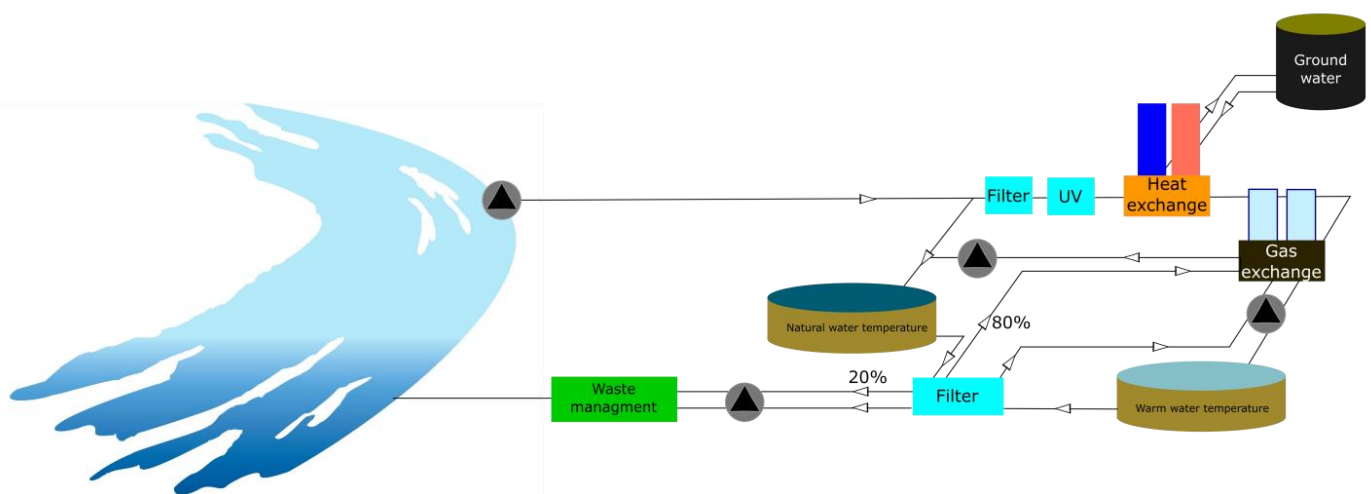 Ground
water
Filter
UV
Heat
exchange
Gas
exchange
Natural water temperature
80%
20%
Waste
managment
Filter
Warm water temperature